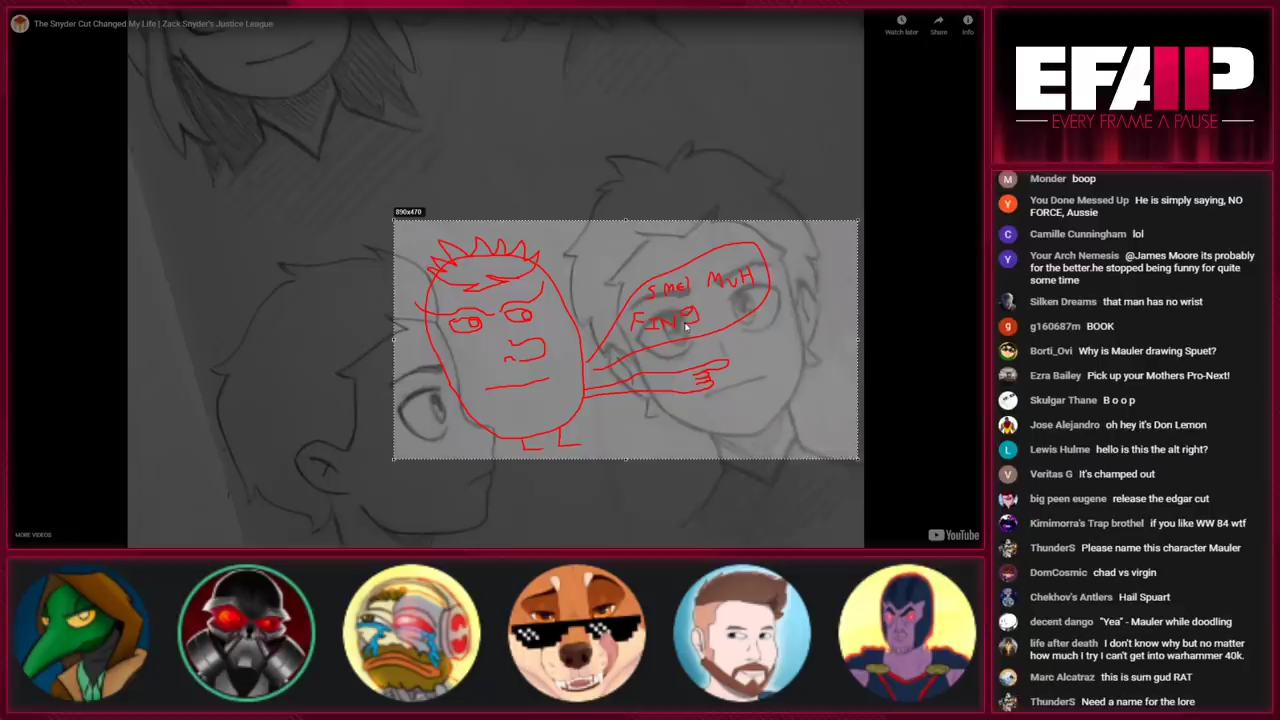 The Snyder Cut Changed My Life | Zack Snyder's Justice League
Watch later
Share
Info
890x470
SMEl MUH
FING
MORE VIDEOS
YouTube
EFAP
EVERY FRAME A PAUSE
M
Monder boop
Y
You Done Messed Up He is simply saying, NO
FORCE, Aussie
C
Camille Cunningham lol
Y
Your Arch Nemesis @James Moore its probably
for the better.he stopped being funny for quite
some time
Silken Dreams that man has no wrist
g
g160687m BOOK
Borti_Ovi Why is Mauler drawing Spuet?
Ezra Bailey Pick up your Mothers Pro-Next!
Skulgar Thane B o o p
Jose Alejandro oh hey it's Don Lemon
L
Lewis Hulme hello is this the alt right?
V
Veritas G It's champed out
big peen eugene release the edgar cut
Kimimorra's Trap brothel if you like WW 84 wtf
ThunderS Please name this character Mauler
DomCosmic chad vs virgin
Chekhov's Antlers Hail Spuart
decent dango "Yea" - Mauler while doodling
life after death I don't know why but no matter
how much I try I can't get into warhammer 40k.
Marc Alcatraz this is sum gud RAT
ThunderS Need a name for the lore